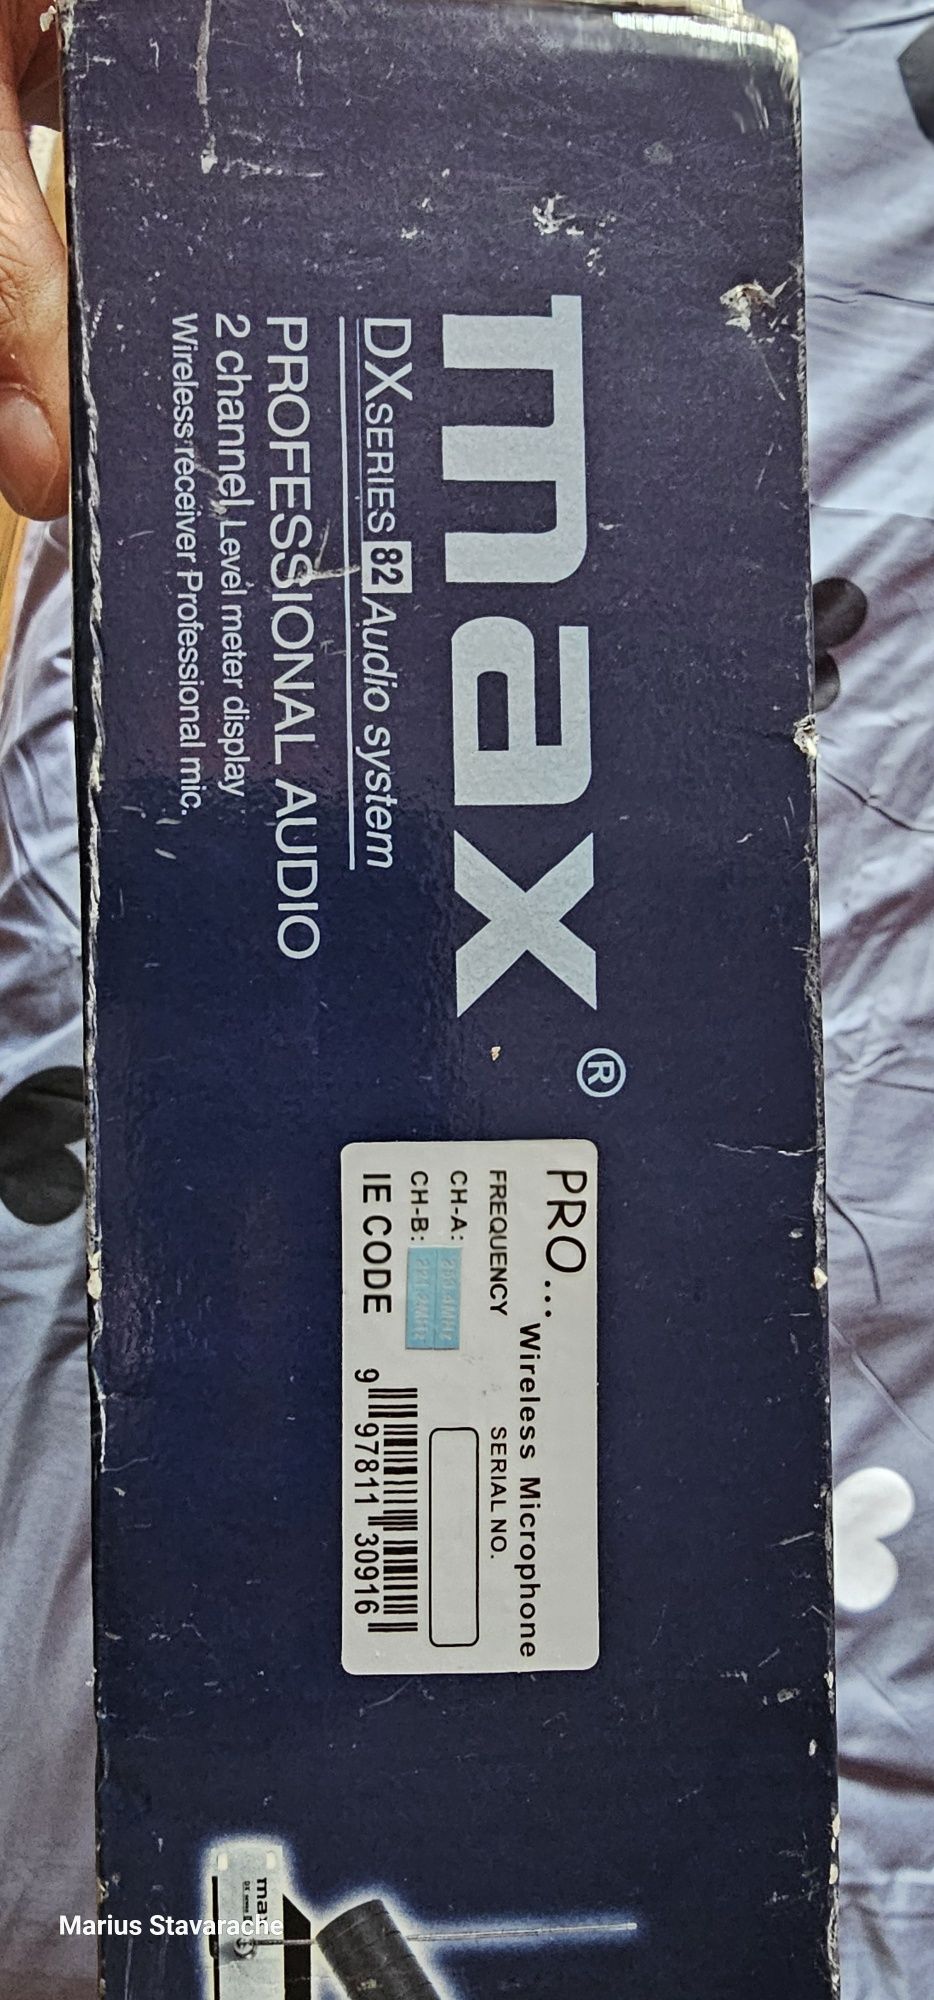 max ®
DX SERIES 82 Audio system
PROFESSIONAL AUDIO
2 channel, Level meter display
Wireless receiver Professional mic.
PRO... Wireless Microphone
FREQUENCY
SERIAL NO.
CH-A:
CH-B:
IE CODE
9 97811 30916
Marius Stavarache